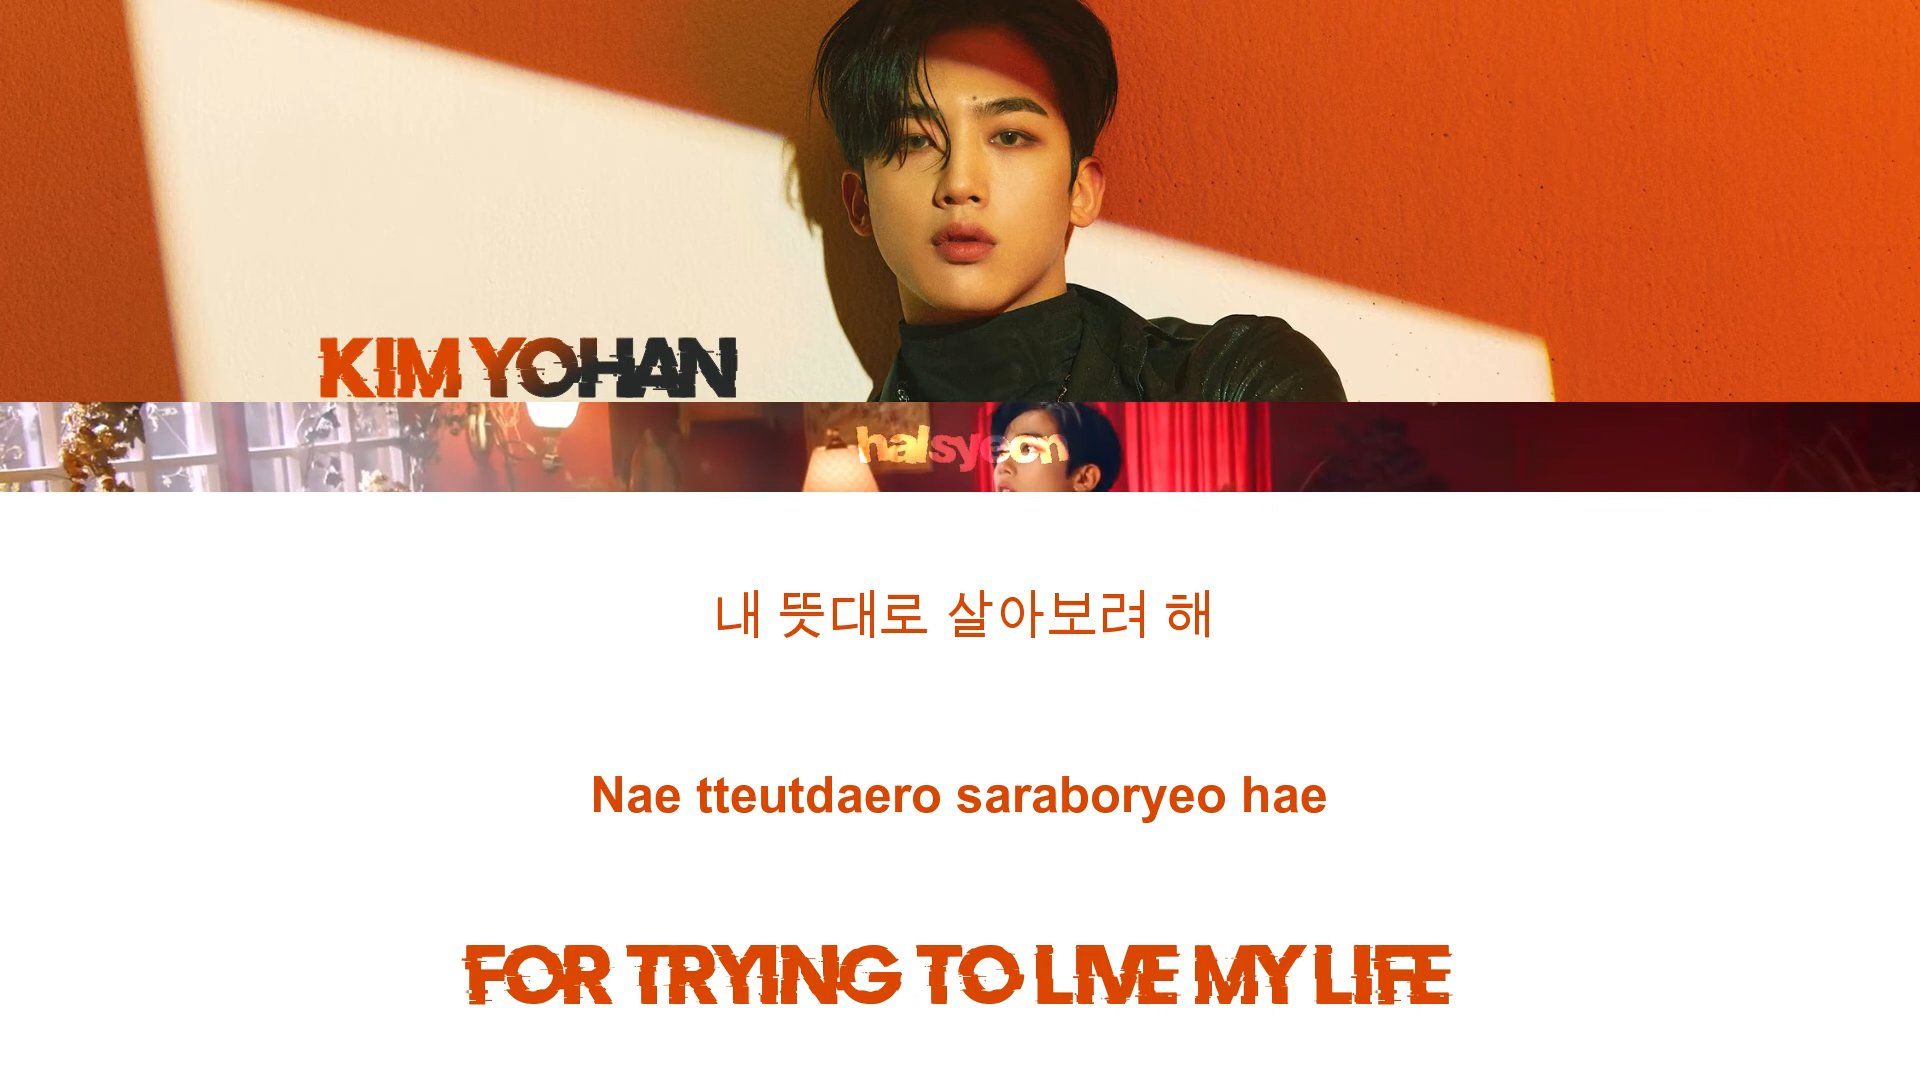 KIM YOHAN
halsyeon
내 뜻대로 살아보려 해
Nae tteutdaero saraboryeo hae
FOR TRYING TO LIVE MY LIFE